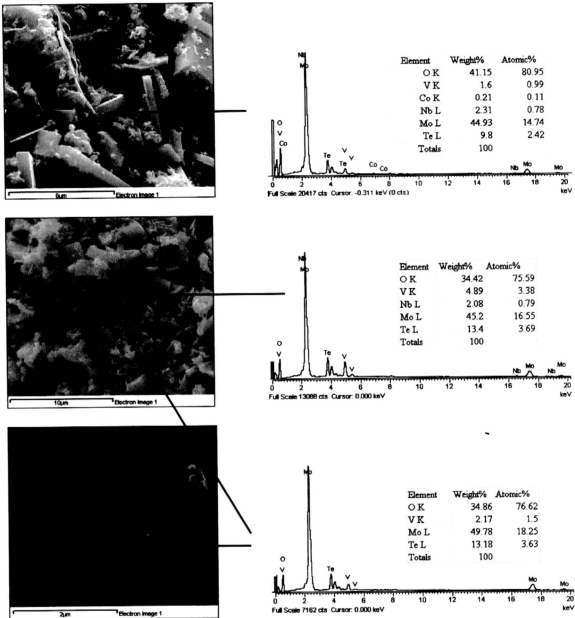 6µm Electron Image 1
Nb
Mo
O
V
Co
Te
Te
V
V
Co Co
Nb Mo Mo
0 2 4 6 8 10 12 14 16 18 20
Full Scale 20417 cts Cursor: -0.311 keV (0 cts) keV
Element Weight% Atomic%
O K 41.15 80.95
V K 1.6 0.99
Co K 0.21 0.11
Nb L 2.31 0.78
Mo L 44.93 14.74
Te L 9.8 2.42
Totals 100
10µm Electron Image 1
Nb
Mo
O
V
Te
V
V
Nb Mo Nb Mo
0 2 4 6 8 10 12 14 16 18 20
Full Scale 13086 cts Cursor: 0.000 keV keV
Element Weight% Atomic%
O K 34.42 75.59
V K 4.89 3.38
Nb L 2.08 0.79
Mo L 45.2 16.55
Te L 13.4 3.69
Totals 100
2µm Electron Image 1
Mo
O
V
Te
V
V
Mo Mo
0 2 4 6 8 10 12 14 16 18 20
Full Scale 7162 cts Cursor: 0.000 keV keV
Element Weight% Atomic%
O K 34.86 76.62
V K 2.17 1.5
Mo L 49.78 18.25
Te L 13.18 3.63
Totals 100